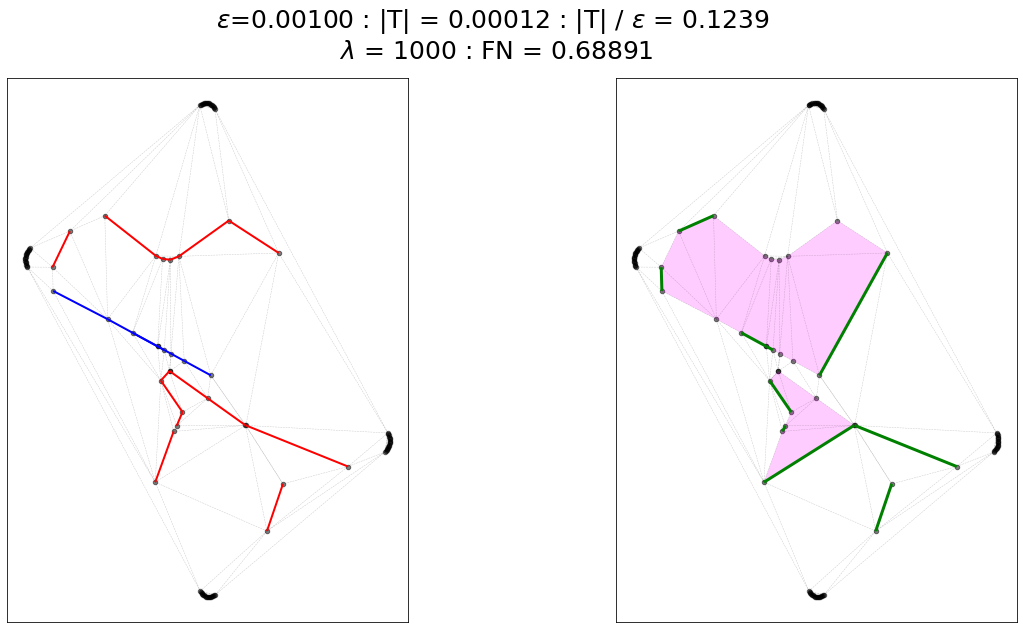 ε=0.00100 : |T| = 0.00012 : |T| / ε = 0.1239
λ = 1000 : FN = 0.68891